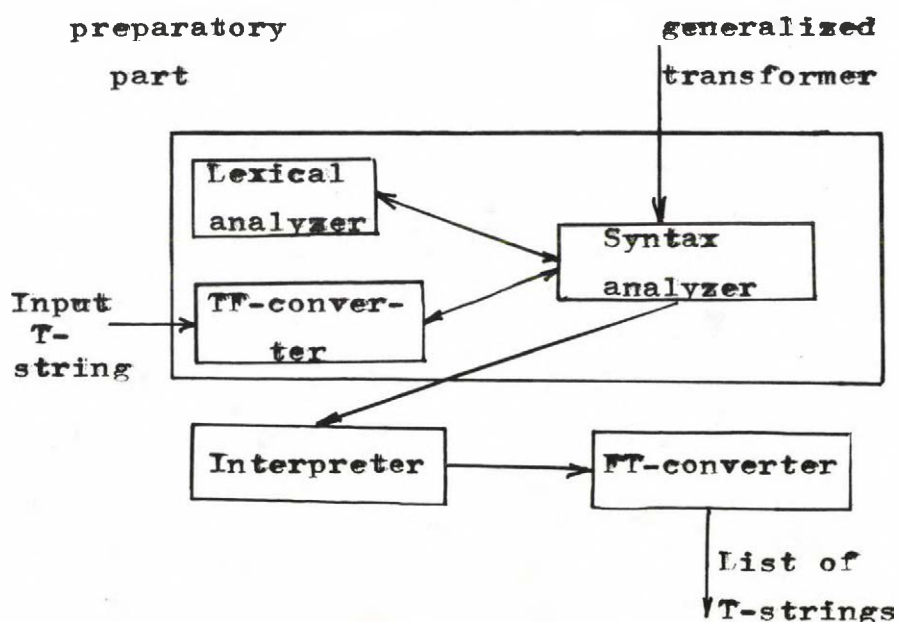 preparatory
part
generalized
transformer
Lexical
analyzer
Syntax
analyzer
Input
T-
string
TF-conver-
ter
Interpreter
FT-converter
List of
T-strings